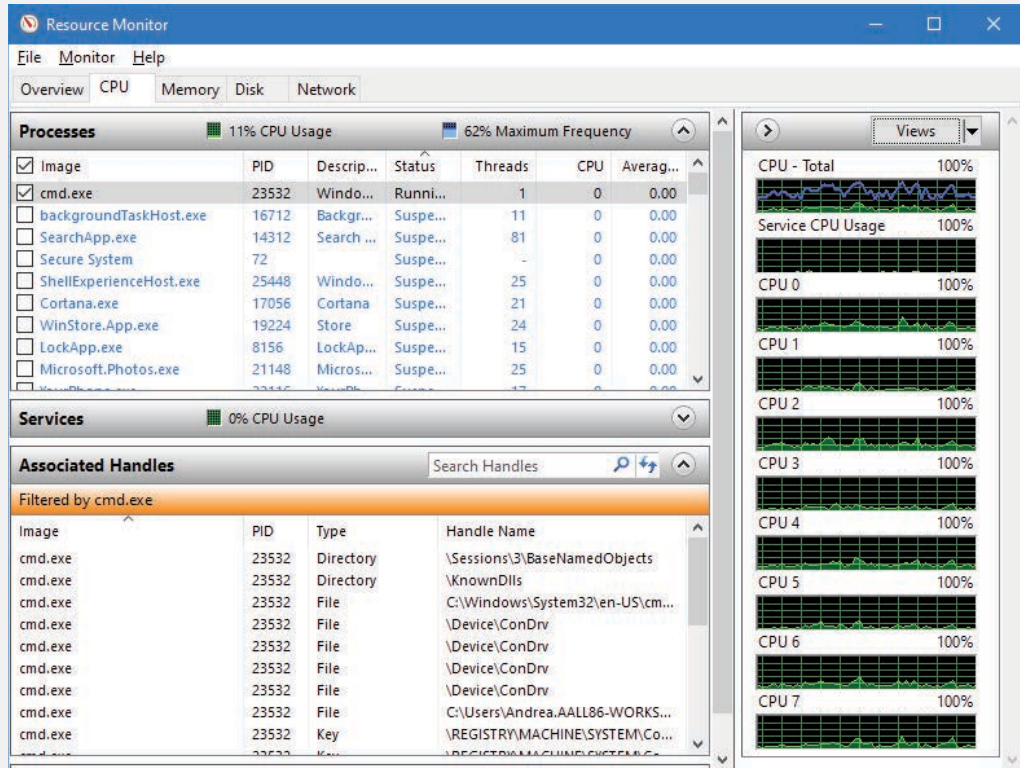 Resource Monitor
File Monitor Help
Overview CPU Memory Disk Network
Processes 11% CPU Usage 62% Maximum Frequency
Image PID Descrip... Status Threads CPU Averag...
cmd.exe 23532 Windo... Runni... 1 0 0.00
backgroundTaskHost.exe 16712 Backgr... Suspe... 11 0 0.00
SearchApp.exe 14312 Search ... Suspe... 81 0 0.00
Secure System 72 Suspe... - 0 0.00
ShellExperienceHost.exe 25448 Windo... Suspe... 25 0 0.00
Cortana.exe 17056 Cortana Suspe... 21 0 0.00
WinStore.App.exe 19224 Store Suspe... 24 0 0.00
LockApp.exe 8156 LockAp... Suspe... 15 0 0.00
Microsoft.Photos.exe 21148 Micros... Suspe... 25 0 0.00
Services 0% CPU Usage
Associated Handles Search Handles
Filtered by cmd.exe
Image PID Type Handle Name
cmd.exe 23532 Directory \Sessions\3\BaseNamedObjects
cmd.exe 23532 Directory \KnownDlls
cmd.exe 23532 File C:\Windows\System32\en-US\cm...
cmd.exe 23532 File \Device\ConDrv
cmd.exe 23532 File \Device\ConDrv
cmd.exe 23532 File \Device\ConDrv
cmd.exe 23532 File \Device\ConDrv
cmd.exe 23532 File C:\Users\Andrea.AALL86-WORKS...
cmd.exe 23532 Key \REGISTRY\MACHINE\SYSTEM\Co...
Views
CPU - Total 100%
Service CPU Usage 100%
CPU 0 100%
CPU 1 100%
CPU 2 100%
CPU 3 100%
CPU 4 100%
CPU 5 100%
CPU 6 100%
CPU 7 100%